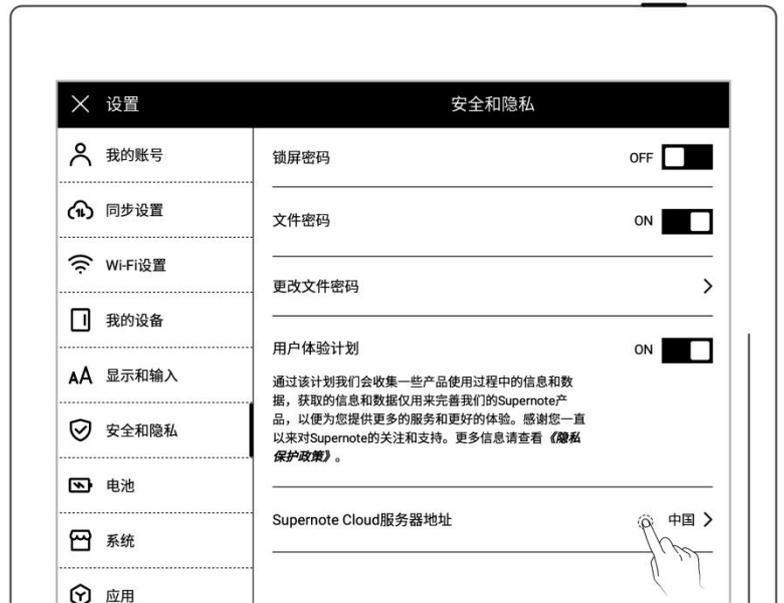 设置
安全和隐私
我的账号
同步设置
Wi-Fi设置
我的设备
AA 显示和输入
安全和隐私
电池
系统
应用
锁屏密码 OFF
文件密码 ON
更改文件密码
用户体验计划 ON
通过该计划我们会收集一些产品使用过程中的信息和数
据，获取的信息和数据仅用来完善我们的Supernote产
品，以便为您提供更多的服务和更好的体验。感谢您一直
以来对Supernote的关注和支持。更多信息请查看《隐私
保护政策》。
Supernote Cloud服务器地址 中国